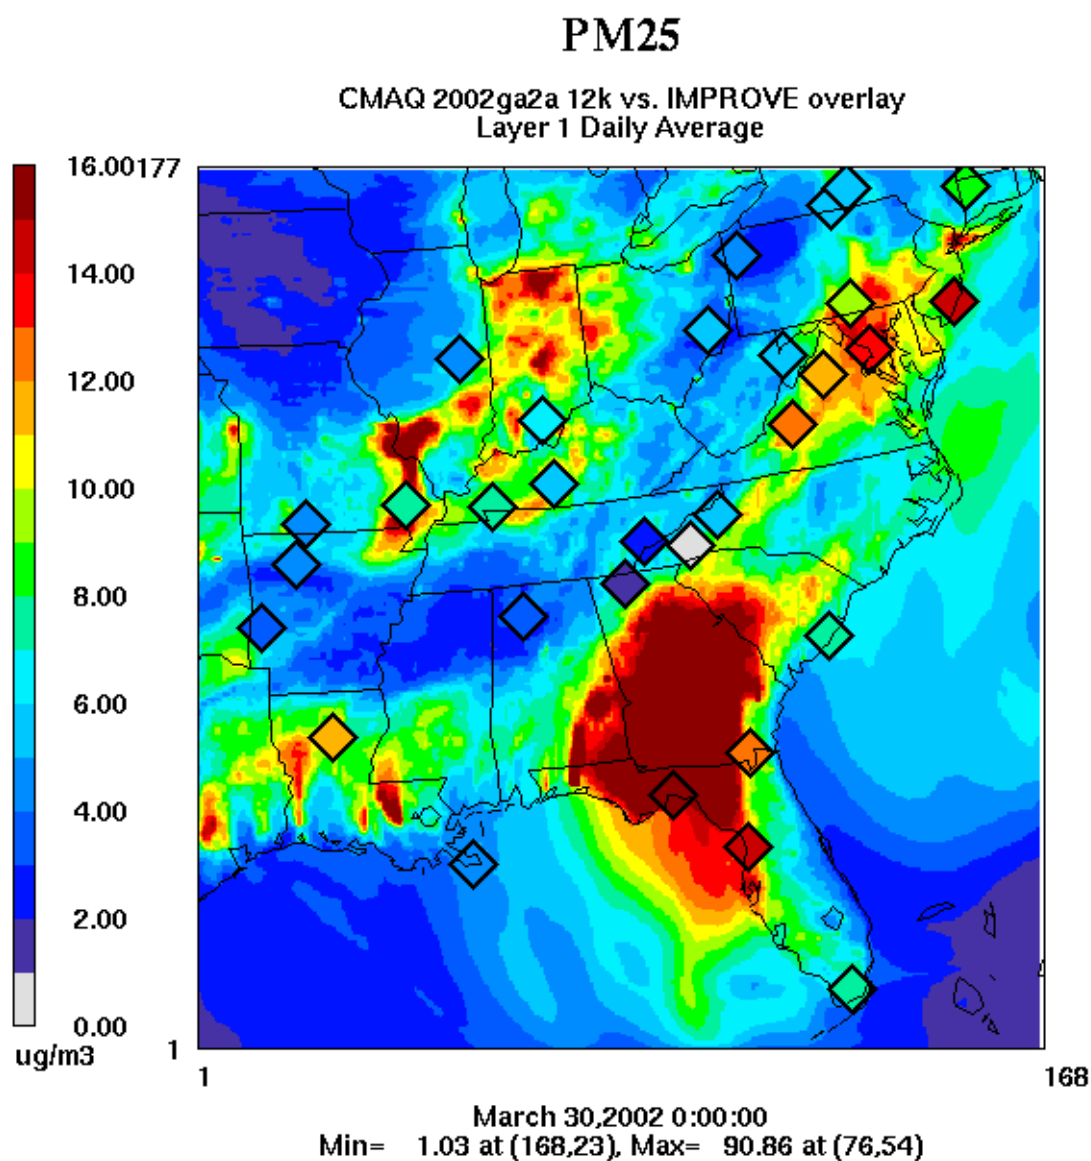 PM25
CMAQ 2002ga2a 12k vs. IMPROVE overlay
Layer 1 Daily Average
16.00
177
14.00
12.00
10.00
8.00
6.00
4.00
2.00
0.00
ug/m3
1
1
168
March 30,2002 0:00:00
Min= 1.03 at (168,23), Max= 90.86 at (76,54)